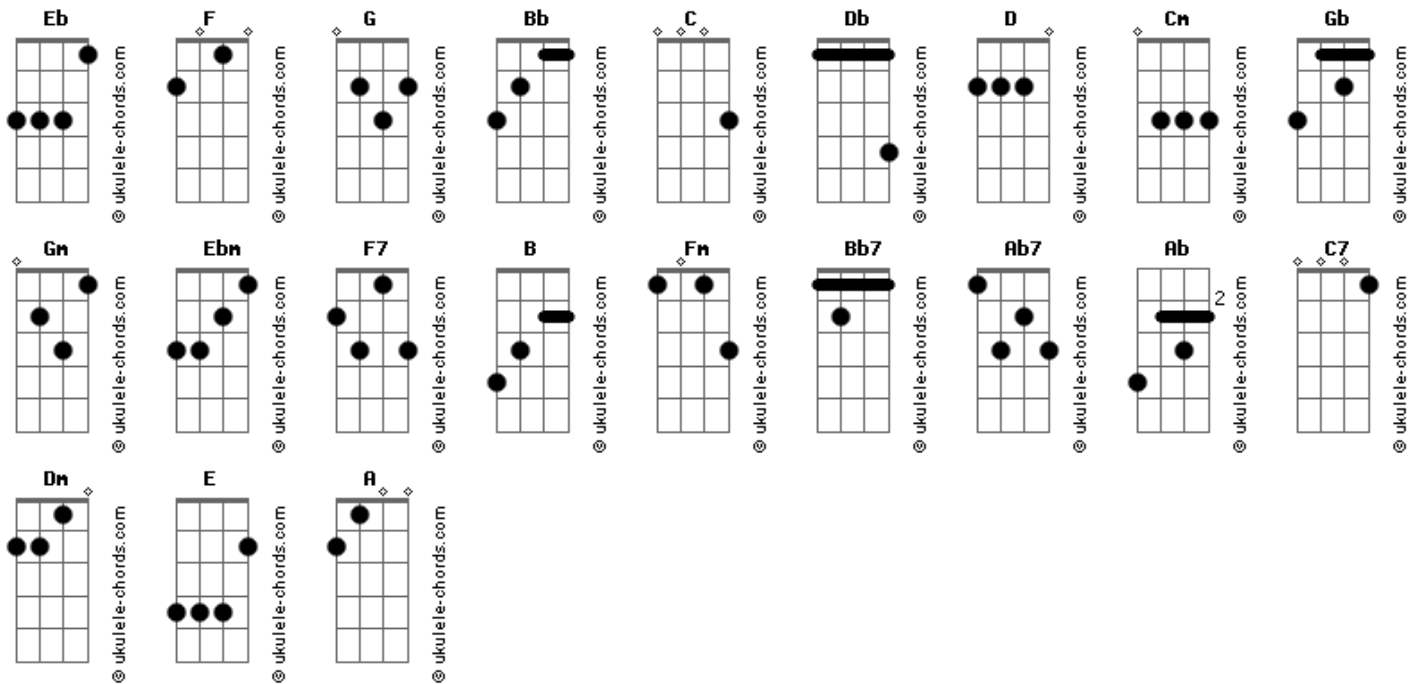 Eb F G Bb C Db D Cm Gb
© ukulele-chords.com © ukulele-chords.com © ukulele-chords.com © ukulele-chords.com © ukulele-chords.com © ukulele-chords.com © ukulele-chords.com © ukulele-chords.com © ukulele-chords.com
Gm Ebm F7 B Fm Bb7 Ab7 Ab C7
2
© ukulele-chords.com © ukulele-chords.com © ukulele-chords.com © ukulele-chords.com © ukulele-chords.com © ukulele-chords.com © ukulele-chords.com © ukulele-chords.com © ukulele-chords.com
Dm E A
© ukulele-chords.com © ukulele-chords.com © ukulele-chords.com